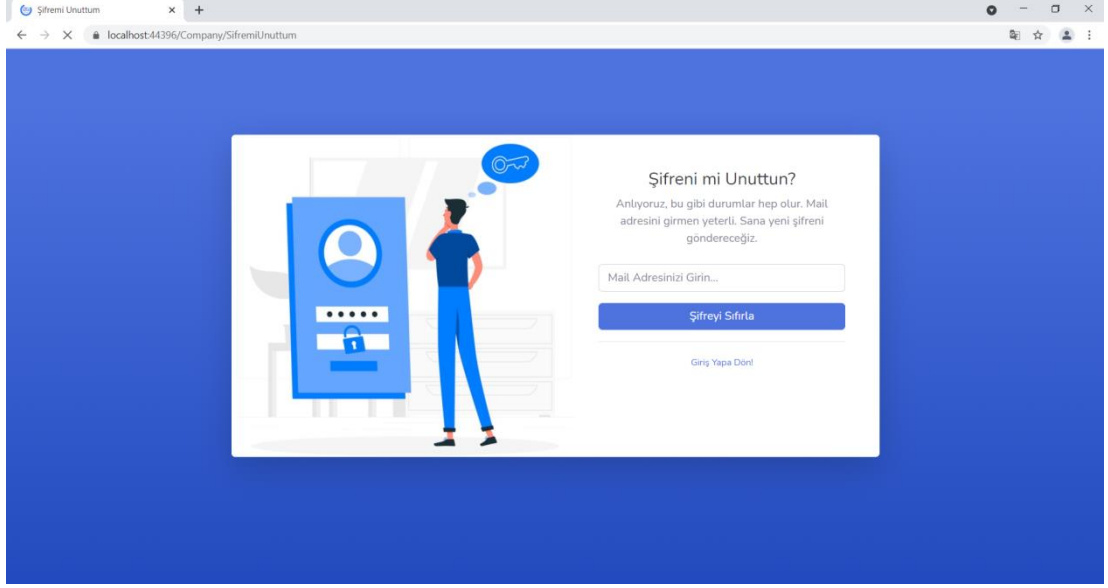 Şifremi Unuttum
localhost:44396/Company/SifremiUnuttum
Şifreni mi Unuttun?
Anlıyoruz, bu gibi durumlar hep olur. Mail
adresini girmen yeterli. Sana yeni şifreni
göndereceğiz.
Mail Adresinizi Girin...
Şifreyi Sıfırla
Giriş Yapa Dön!